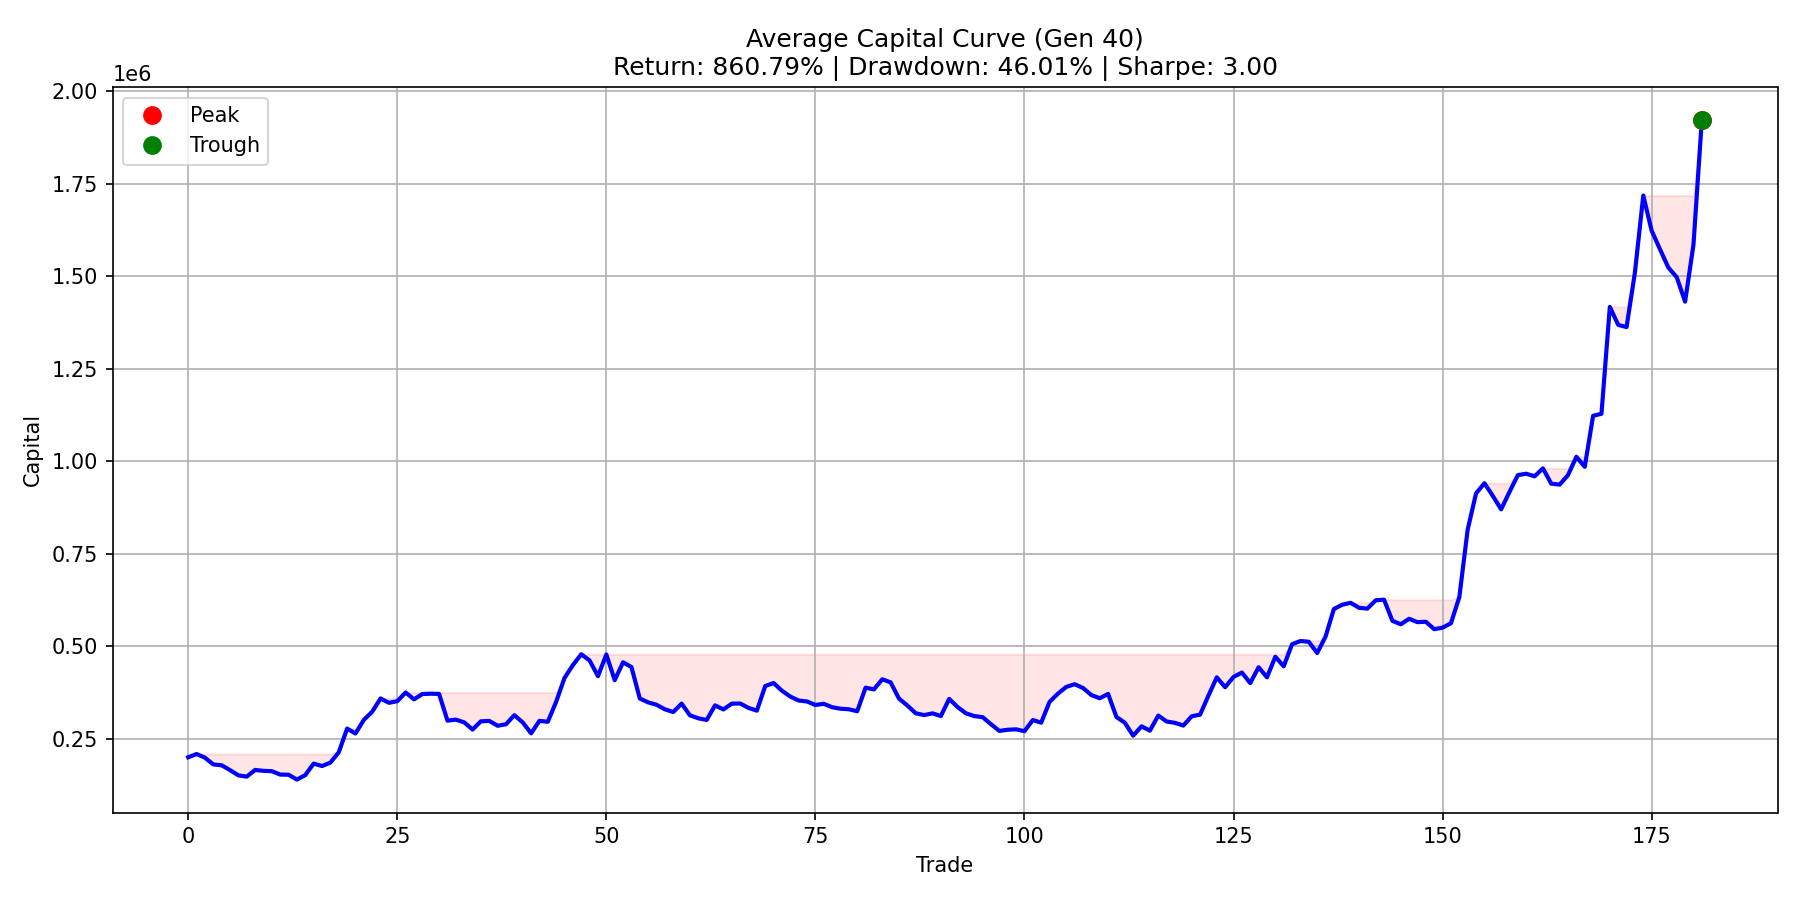 Average Capital Curve (Gen 40)
Return: 860.79% | Drawdown: 46.01% | Sharpe: 3.00
1e6
Peak
Trough
2.00
1.75
1.50
1.25
1.00
0.75
0.50
0.25
Capital
0 25 50 75 100 125 150 175
Trade